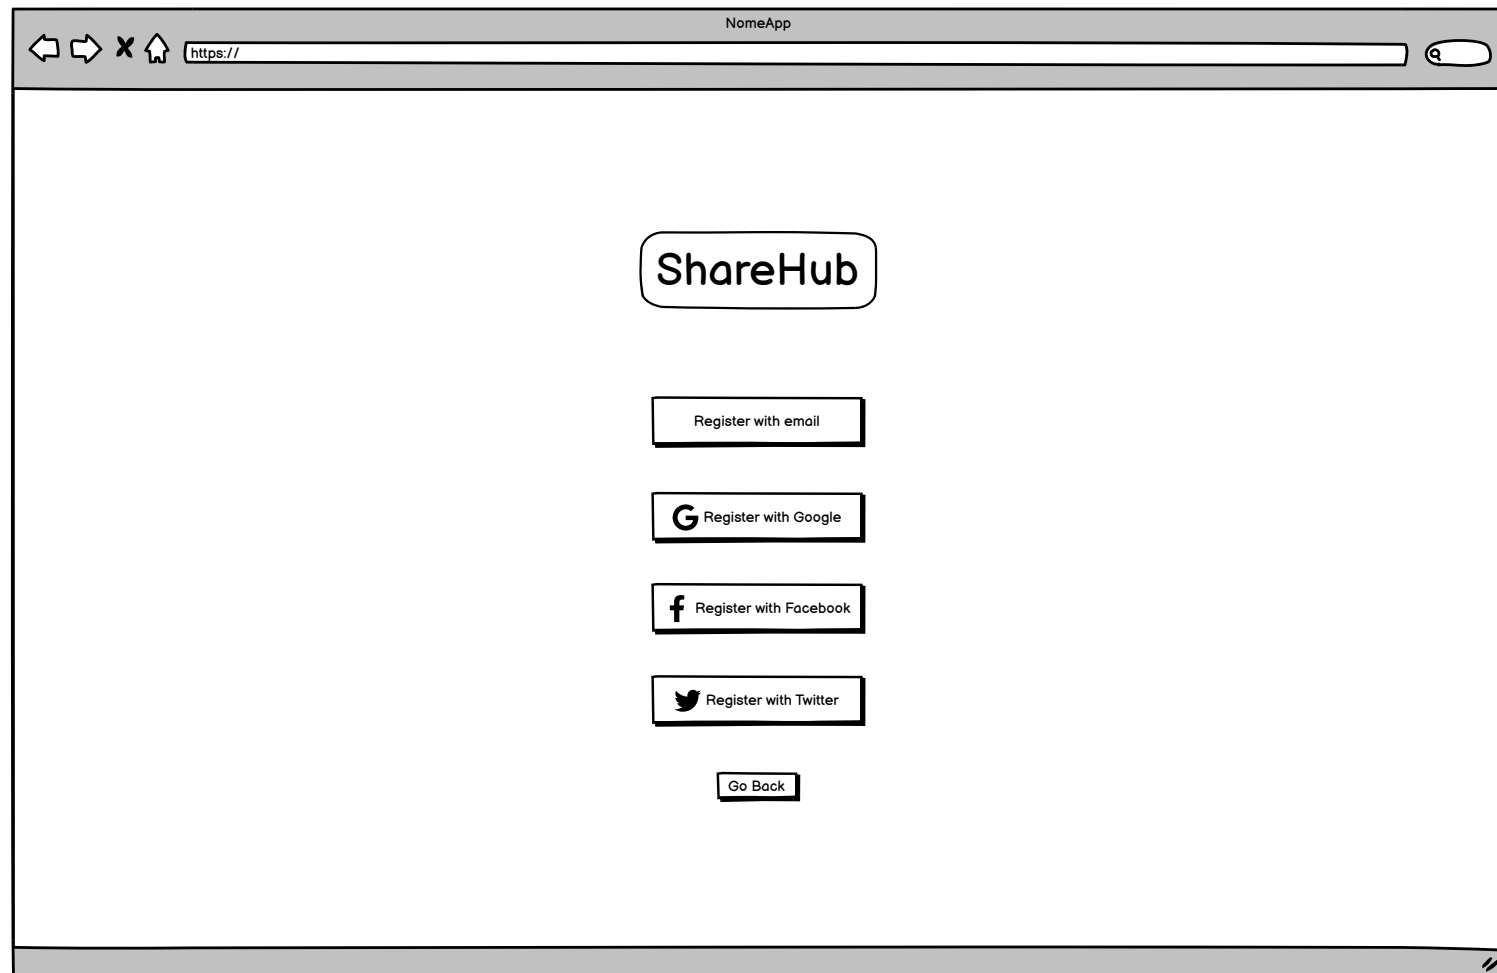 NomeApp
https://
ShareHub
Register with email
Register with Google
Register with Facebook
Register with Twitter
Go Back